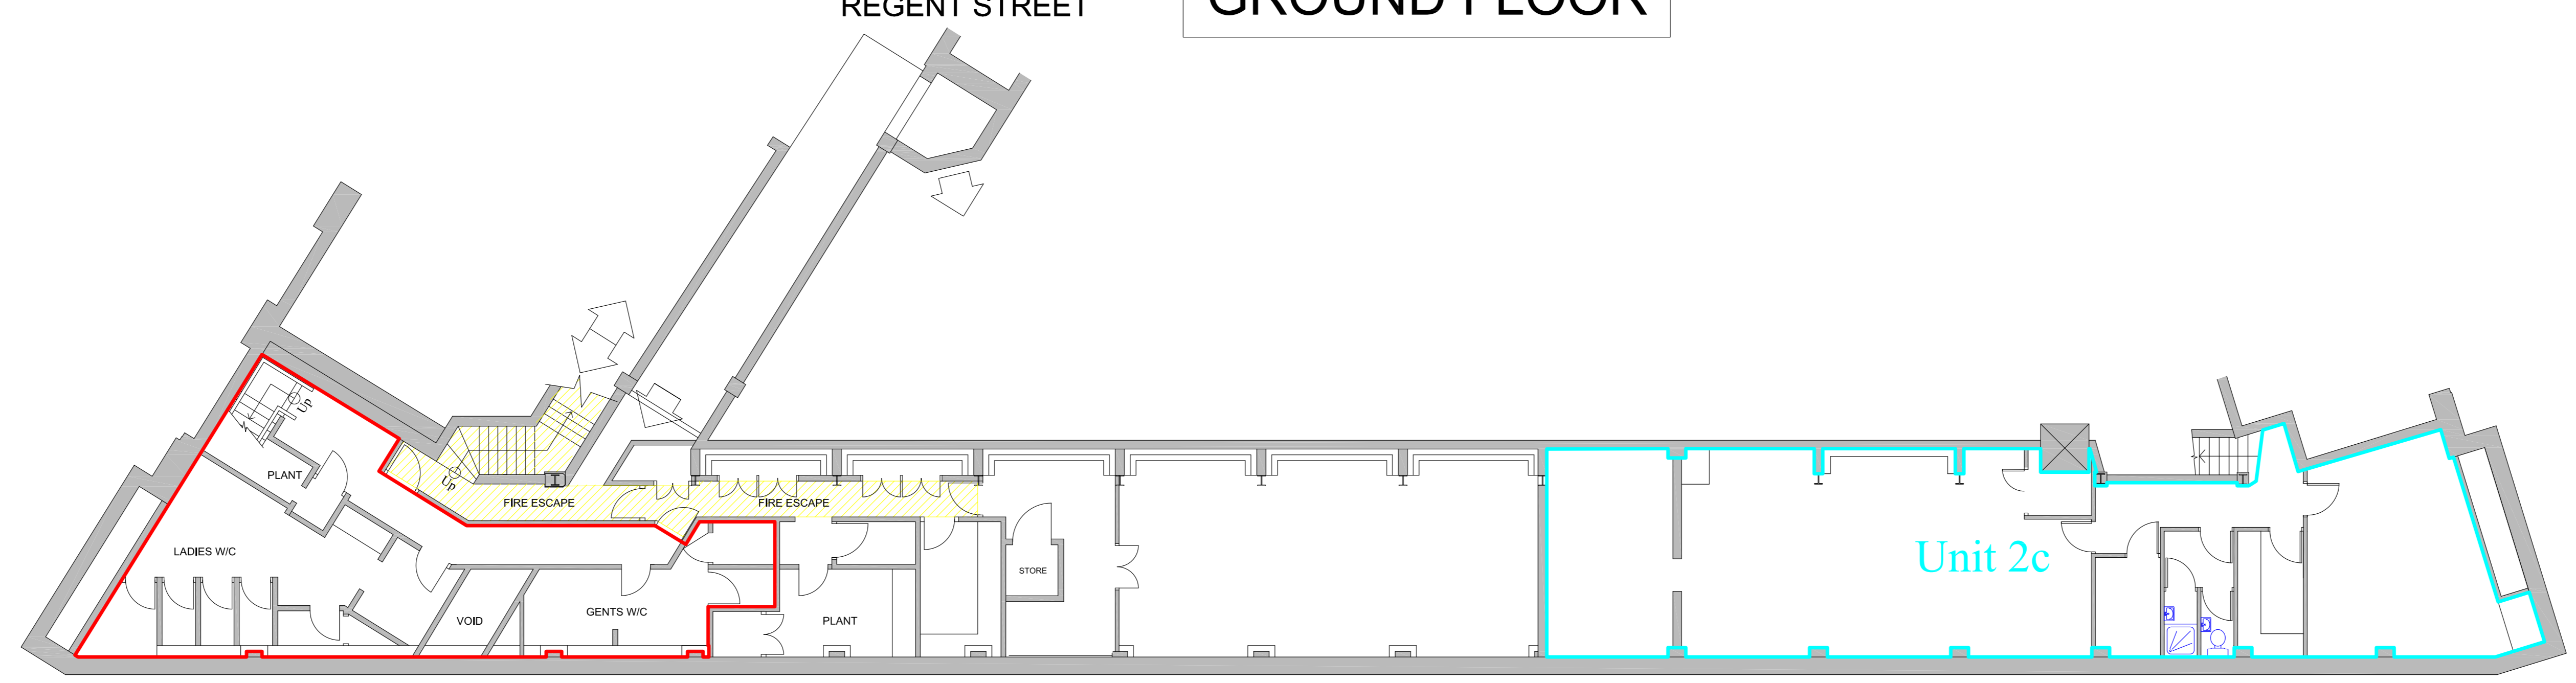 REGENT STREET
GROUND FLOOR
Up
PLANT
Up
FIRE ESCAPE
FIRE ESCAPE
LADIES W/C
Unit 2c
STORE
GENTS W/C
VOID
PLANT